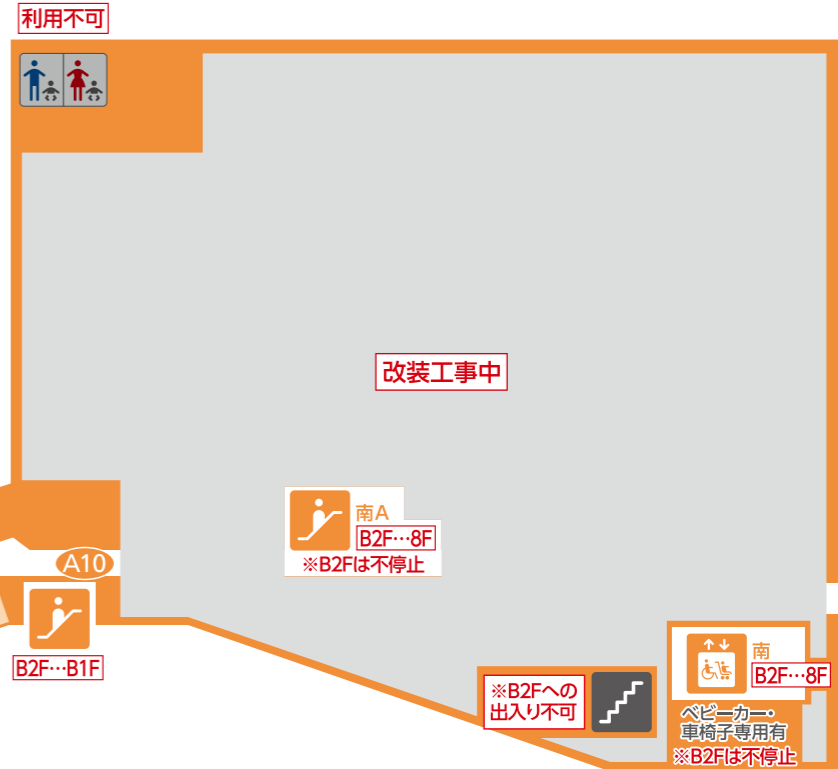 利用不可
改装工事中
南A
B2F…8F
※B2Fは不停止
A10
B2F…B1F
※B2Fへの
出入り不可
南
B2F…8F
ベビーカー・
車椅子専用有
※B2Fは不停止